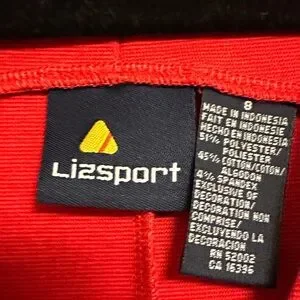 Lizsport
8
MADE IN INDONESIA
FAIT EN INDONESIE
HECHO EN INDONESIA
51% POLYESTER/
POLIESTER
45% COTTON/COTON/
ALGODON
4% SPANDEX
EXCLUSIVE OF
DECORATION/
DECORATION NON
COMPRISE/
EXCLUYENDO LA
DECORACION
RN 52002
CA 16396